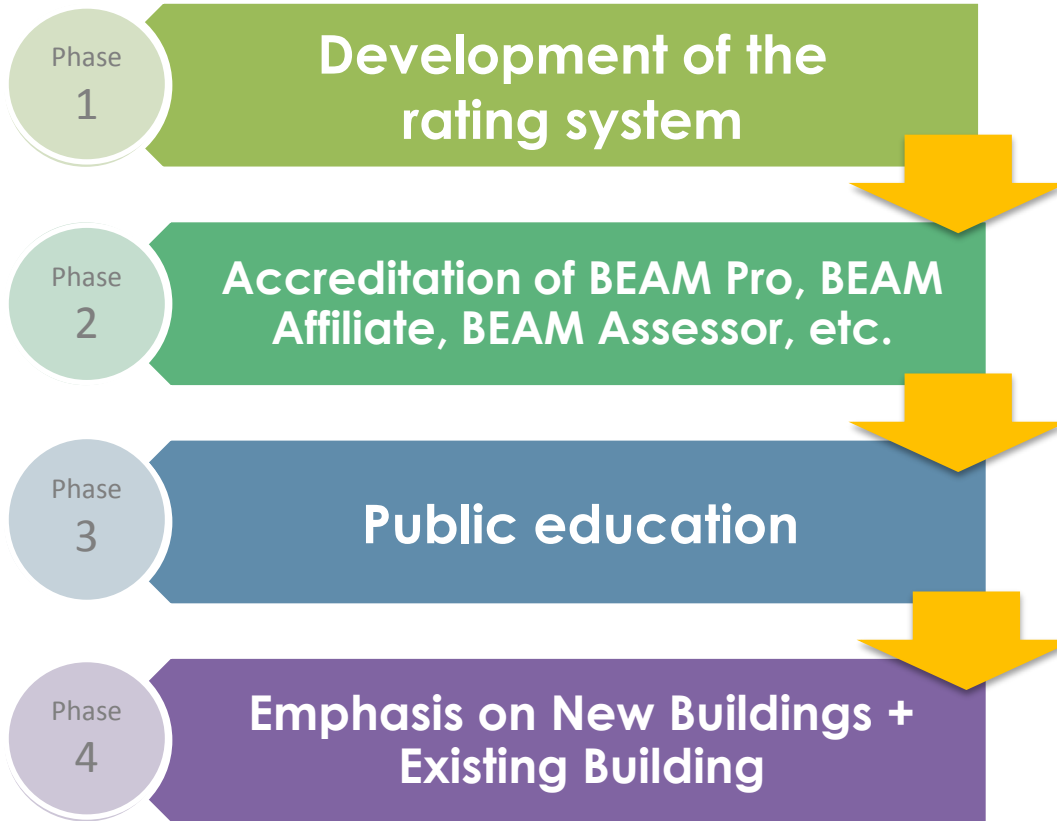 Phase
1
Development of the
rating system
Phase
2
Accreditation of BEAM Pro, BEAM
Affiliate, BEAM Assessor, etc.
Phase
3
Public education
Phase
4
Emphasis on New Buildings +
Existing Building